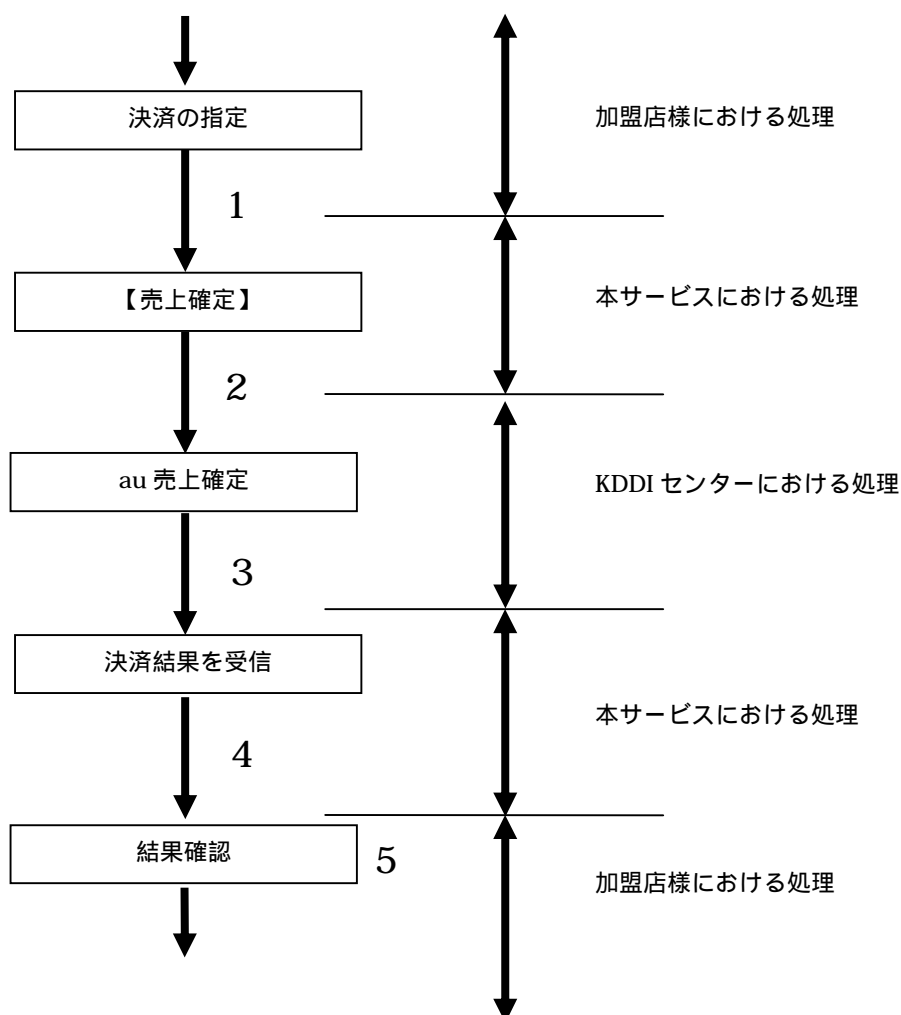 決済の指定
加盟店様における処理
1
【売上確定】
本サービスにおける処理
2
au 売上確定
KDDI センターにおける処理
3
決済結果を受信
本サービスにおける処理
4
結果確認
5
加盟店様における処理